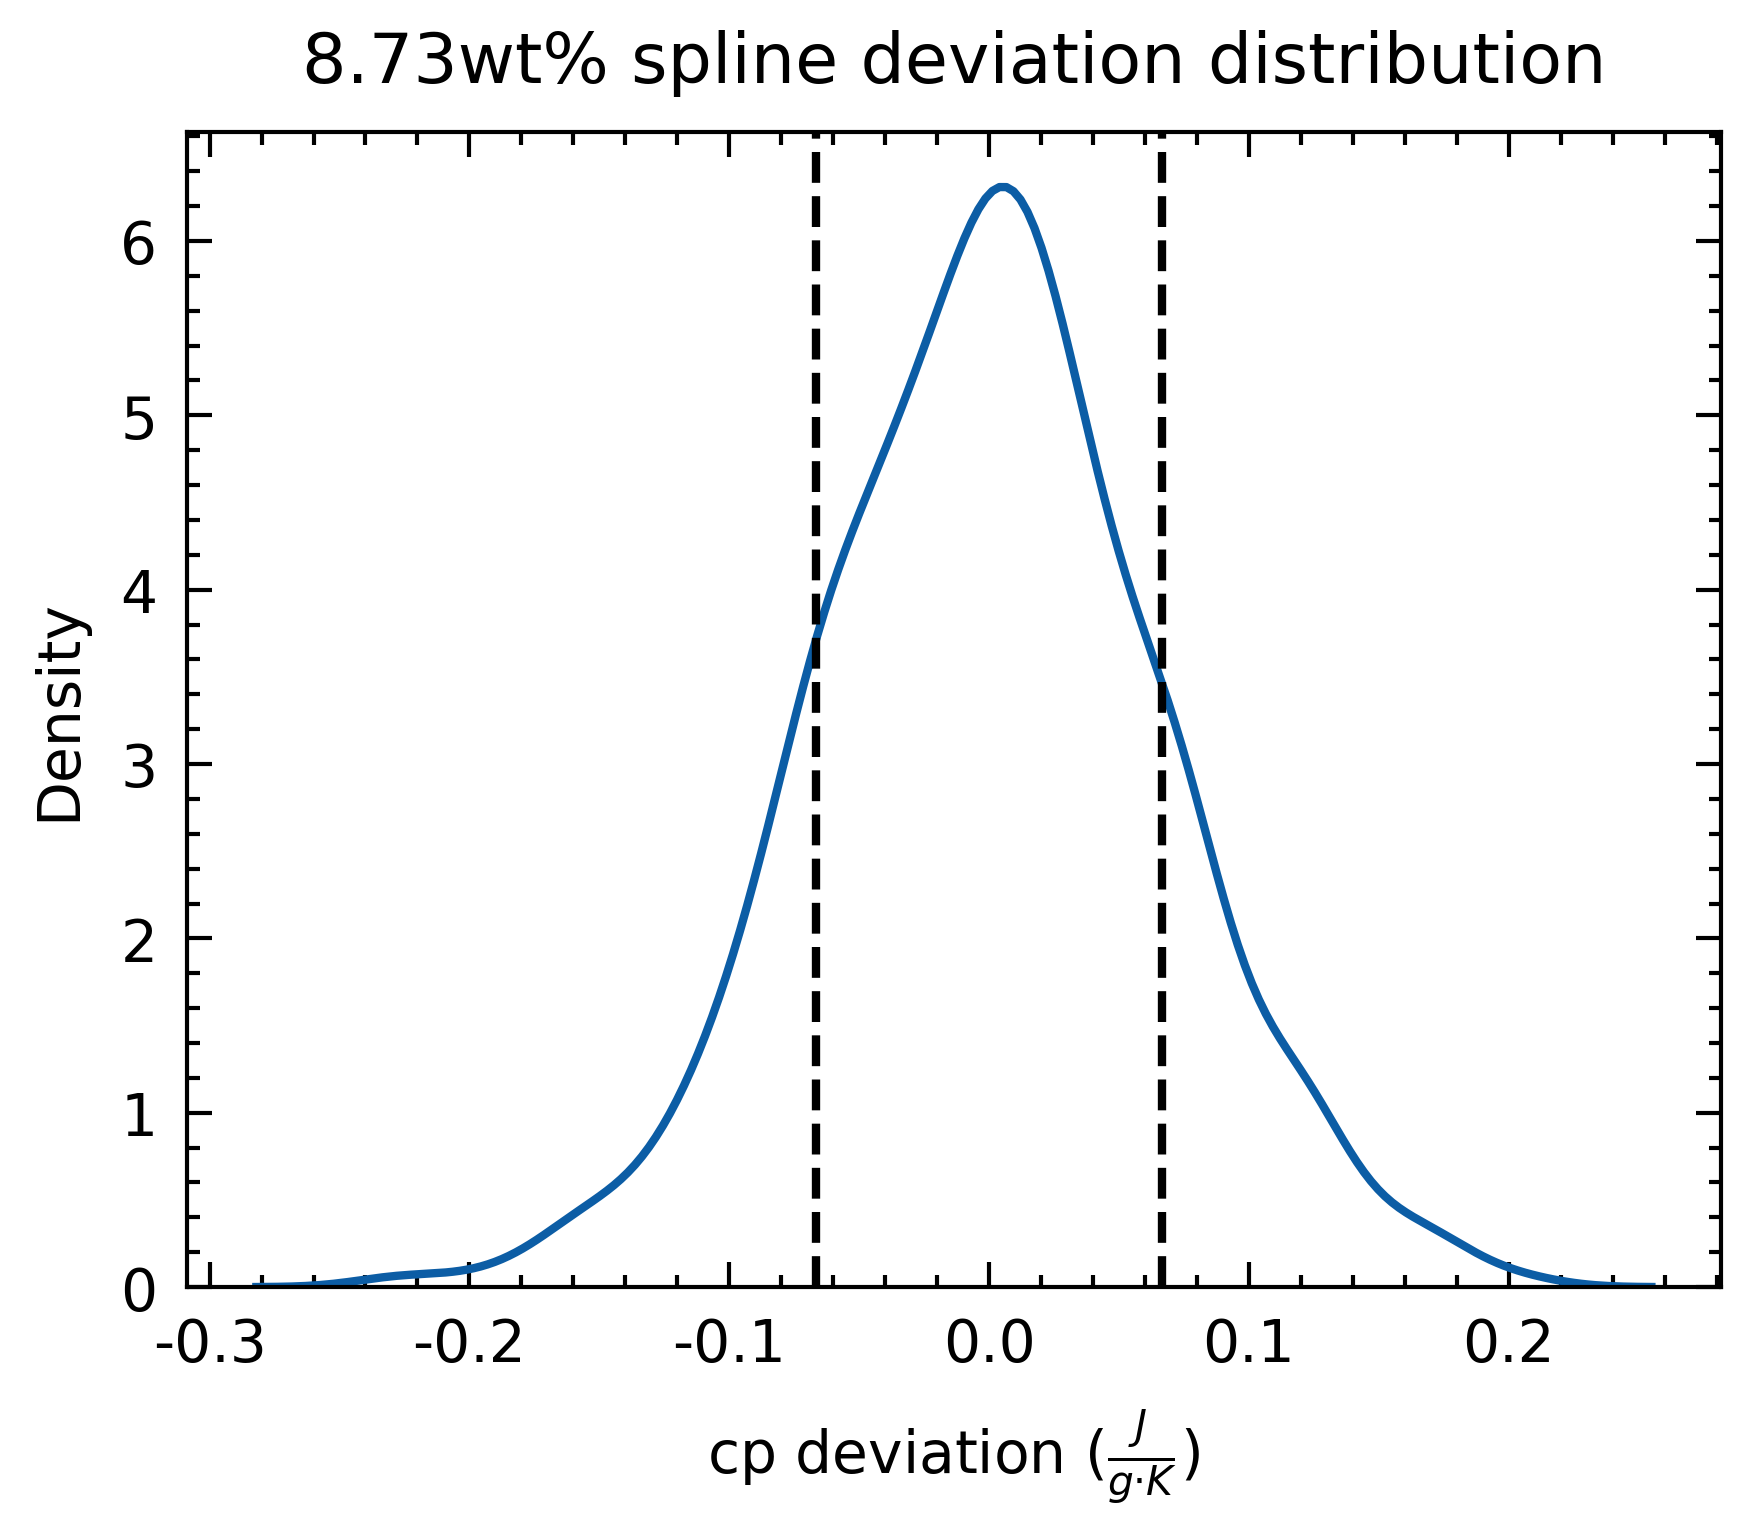 8.73wt% spline deviation distribution
Density
6
5
4
3
2
1
0
-0.3 -0.2 -0.1 0.0 0.1 0.2
cp deviation (J/g·K)